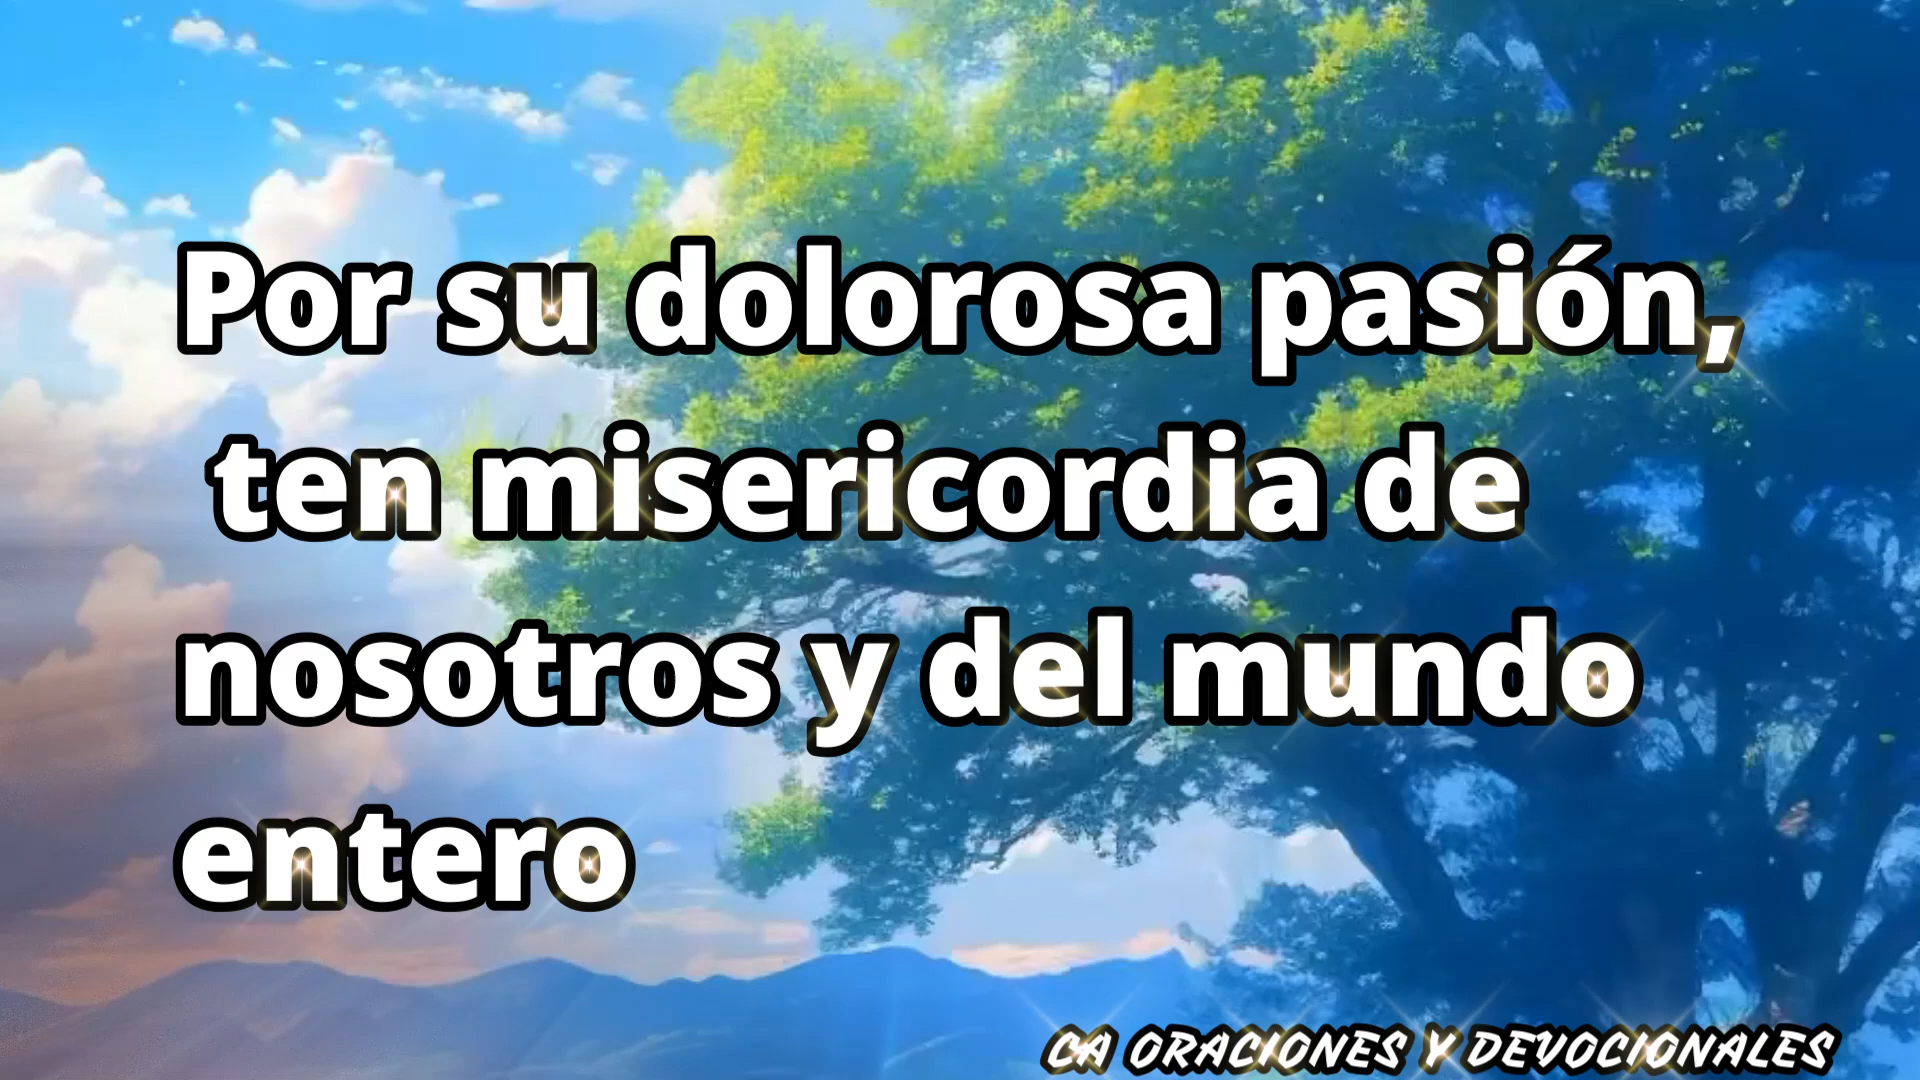 Por su dolorosa pasión,
ten misericordia de
nosotros y del mundo
entero
CA ORACIONES Y DEVOCIONALES